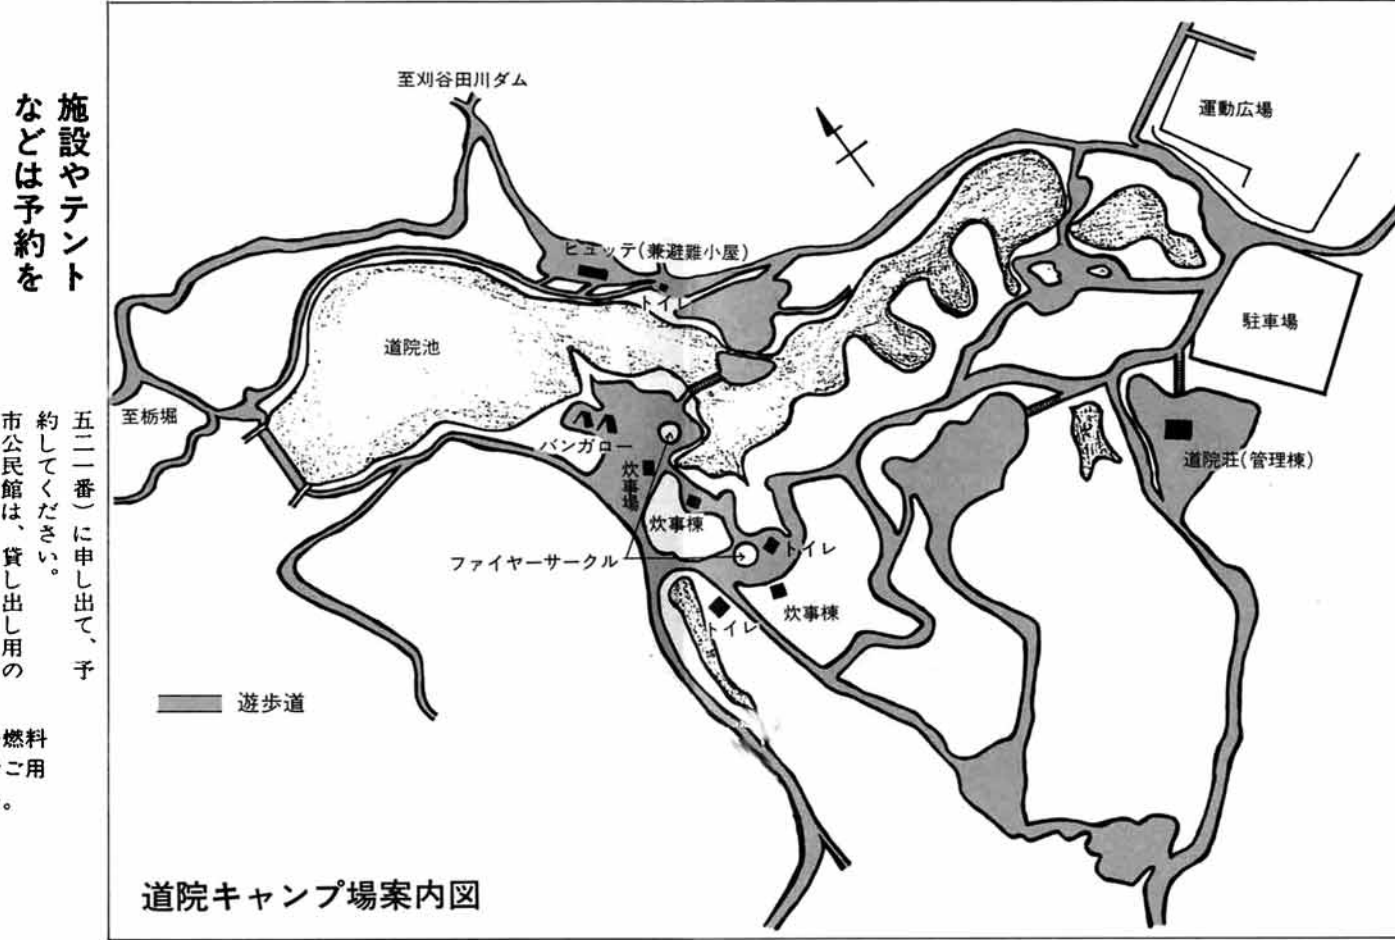 施設やテント
などは予約を
五二一番）に申し出て、予
約してください。
市公民館は、貸し出し用の
燃料
ご用
。
至刈谷田川ダム
運動広場
ヒュッテ(兼避難小屋)
トイレ
駐車場
道院池
至栃堀
バンガロー
道院荘(管理棟)
炊事場
炊事棟
トイレ
ファイヤーサークル
炊事棟
トイレ
遊歩道
道院キャンプ場案内図